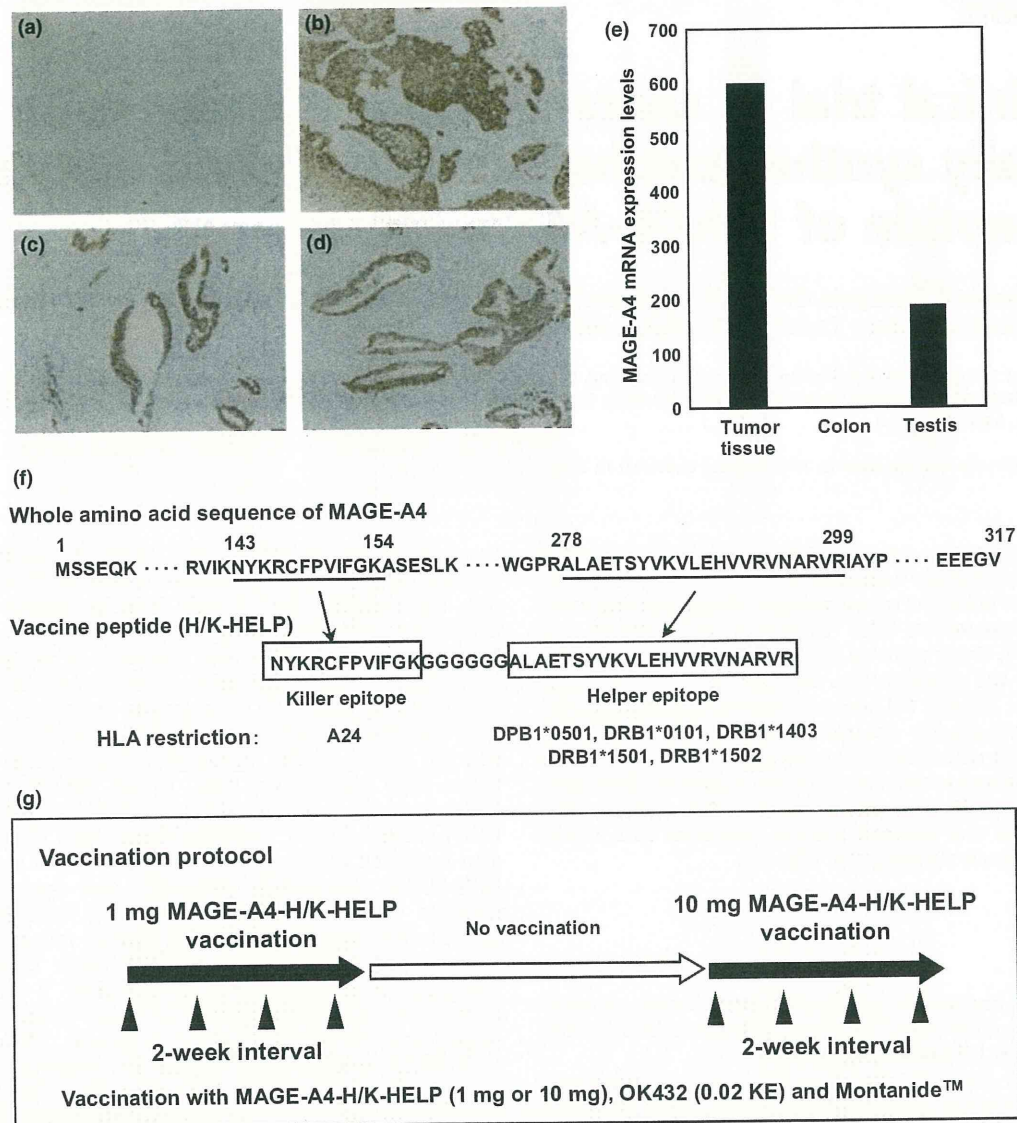 (a)
(b)
(c)
(d)
(e)
700
600
500
400
300
200
100
0
MAGE-A4 mRNA expression levels
Tumor tissue
Colon
Testis
(f)
Whole amino acid sequence of MAGE-A4
1 143 154 278 299 317
MSSEQK ···· RVIKNYKRCFPVIFGKASESLK ···· WGPRALAETSYVKVLEHVVRVNARVRIAYP ···· EEEGV
Vaccine peptide (H/K-HELP)
NYKRCFPVIFGKGGGGGGALAETSYVKVLEHVVRVNARVR
Killer epitope Helper epitope
HLA restriction: A24 DPB1*0501, DRB1*0101, DRB1*1403
DRB1*1501, DRB1*1502
(g)
Vaccination protocol
1 mg MAGE-A4-H/K-HELP
vaccination
No vaccination
10 mg MAGE-A4-H/K-HELP
vaccination
2-week interval
2-week interval
Vaccination with MAGE-A4-H/K-HELP (1 mg or 10 mg), OK432 (0.02 KE) and Montanide™